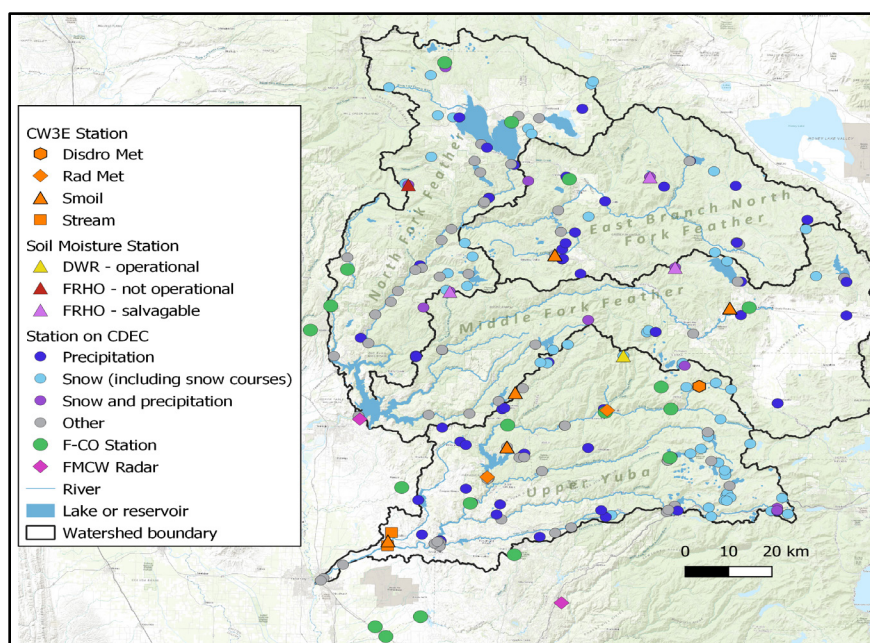 CW3E Station
Disdro Met
Rad Met
Smoil
Stream
Soil Moisture Station
DWR - operational
FRHO - not operational
FRHO - salvagable
Station on CDEC
Precipitation
Snow (including snow courses)
Snow and precipitation
Other
F-CO Station
FMCW Radar
River
Lake or reservoir
Watershed boundary
North Fork Feather
East Branch North
Fork Feather
Middle Fork Feather
Upper Yuba
0 10 20 km